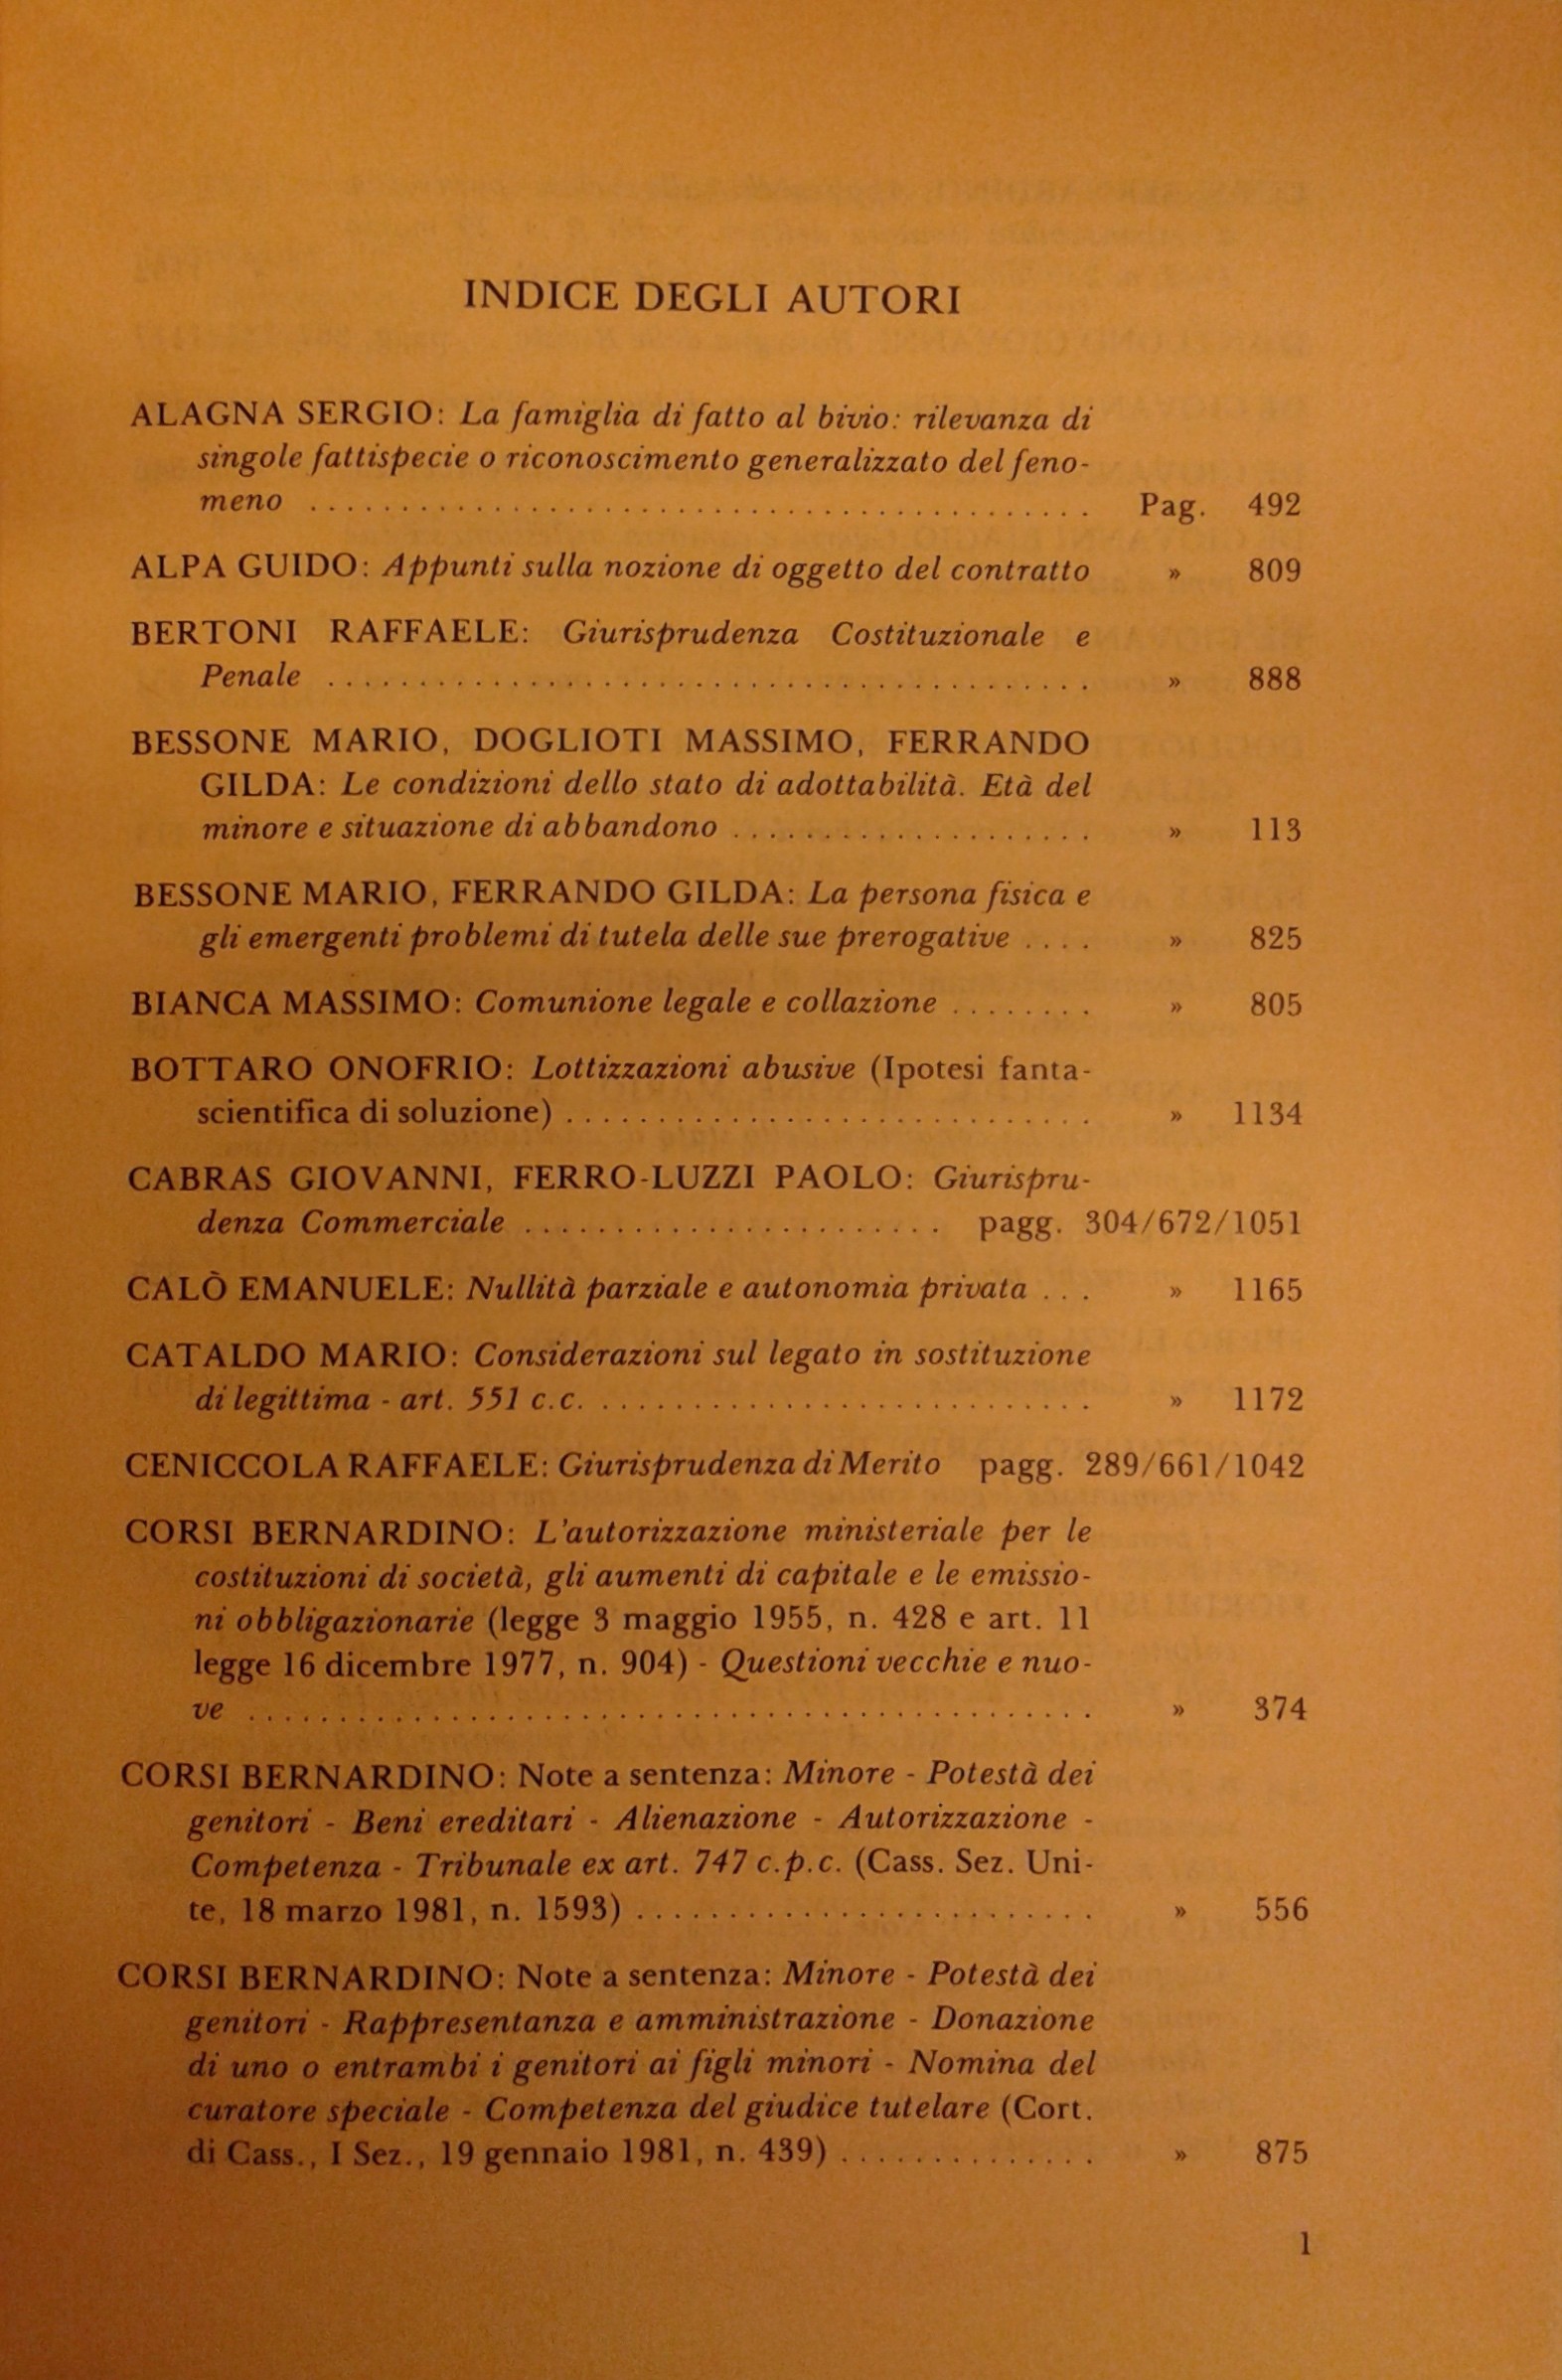 INDICE DEGLI AUTORI
ALAGNA SERGIO: La famiglia di fatto al bivio: rilevanza di
singole fattispecie o riconoscimento generalizzato del feno-
meno ........................................... Pag. 492
ALPA GUIDO: Appunti sulla nozione di oggetto del contratto » 809
BERTONI RAFFAELE: Giurisprudenza Costituzionale e
Penale .......................................... » 888
BESSONE MARIO, DOGLIOTI MASSIMO, FERRANDO
GILDA: Le condizioni dello stato di adottabilità. Età del
minore e situazione di abbandono .................... » 113
BESSONE MARIO, FERRANDO GILDA: La persona fisica e
gli emergenti problemi di tutela delle sue prerogative .... » 825
BIANCA MASSIMO: Comunione legale e collazione ........ » 805
BOTTARO ONOFRIO: Lottizzazioni abusive (Ipotesi fanta-
scientifica di soluzione) ............................. » 1134
CABRAS GIOVANNI, FERRO-LUZZI PAOLO: Giurispru-
denza Commerciale ....................... pagg. 304/672/1051
CALÒ EMANUELE: Nullità parziale e autonomia privata ... » 1165
CATALDO MARIO: Considerazioni sul legato in sostituzione
di legittima - art. 551 c.c. ........................... » 1172
CENICCOLA RAFFAELE: Giurisprudenza di Merito pagg. 289/661/1042
CORSI BERNARDINO: L'autorizzazione ministeriale per le
costituzioni di società, gli aumenti di capitale e le emissio-
ni obbligazionarie (legge 3 maggio 1955, n. 428 e art. 11
legge 16 dicembre 1977, n. 904) - Questioni vecchie e nuo-
ve .............................................. » 374
CORSI BERNARDINO: Note a sentenza: Minore - Potestà dei
genitori - Beni ereditari - Alienazione - Autorizzazione -
Competenza - Tribunale ex art. 747 c.p.c. (Cass. Sez. Uni-
te, 18 marzo 1981, n. 1593) ......................... » 556
CORSI BERNARDINO: Note a sentenza: Minore - Potestà dei
genitori - Rappresentanza e amministrazione - Donazione
di uno o entrambi i genitori ai figli minori - Nomina del
curatore speciale - Competenza del giudice tutelare (Cort.
di Cass., I Sez., 19 gennaio 1981, n. 439) .............. » 875
1